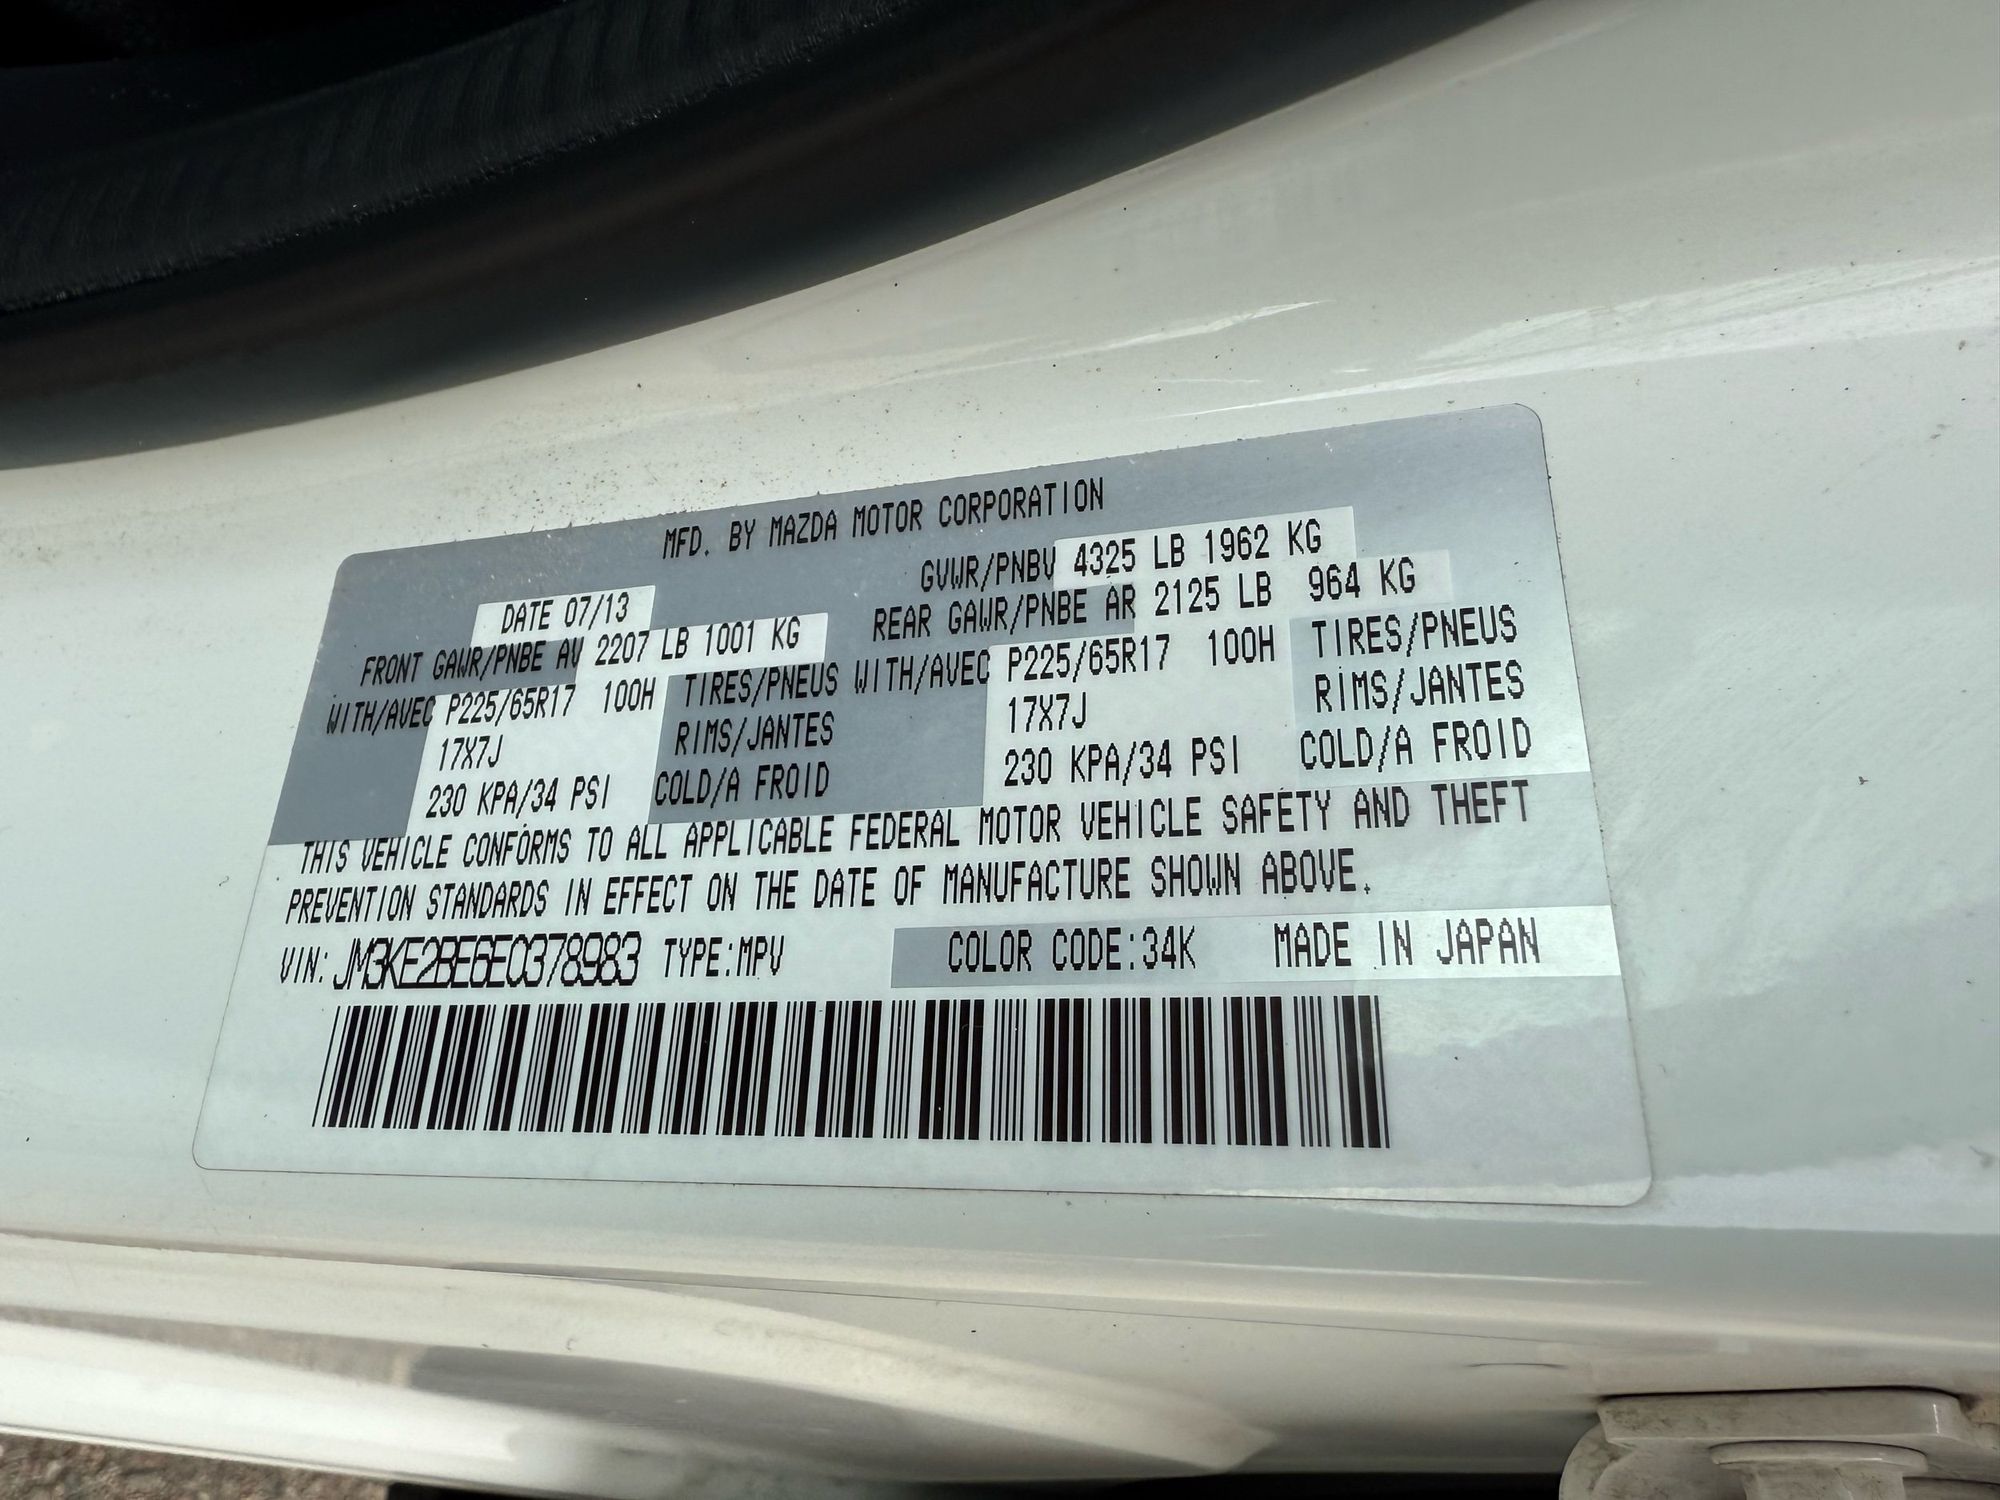 MFD. BY MAZDA MOTOR CORPORATION
DATE 07/13 GVWR/PNBV 4325 LB 1962 KG
FRONT GAWR/PNBE AV 2207 LB 1001 KG REAR GAWR/PNBE AR 2125 LB 964 KG
WITH/AVEC P225/65R17 100H TIRES/PNEUS WITH/AVEC P225/65R17 100H TIRES/PNEUS
17X7J RIMS/JANTES 17X7J RIMS/JANTES
230 KPA/34 PSI COLD/A FROID 230 KPA/34 PSI COLD/A FROID
THIS VEHICLE CONFORMS TO ALL APPLICABLE FEDERAL MOTOR VEHICLE SAFETY AND THEFT
PREVENTION STANDARDS IN EFFECT ON THE DATE OF MANUFACTURE SHOWN ABOVE.
VIN: JM3KE2BE6E0378983 TYPE:MPV COLOR CODE:34K MADE IN JAPAN